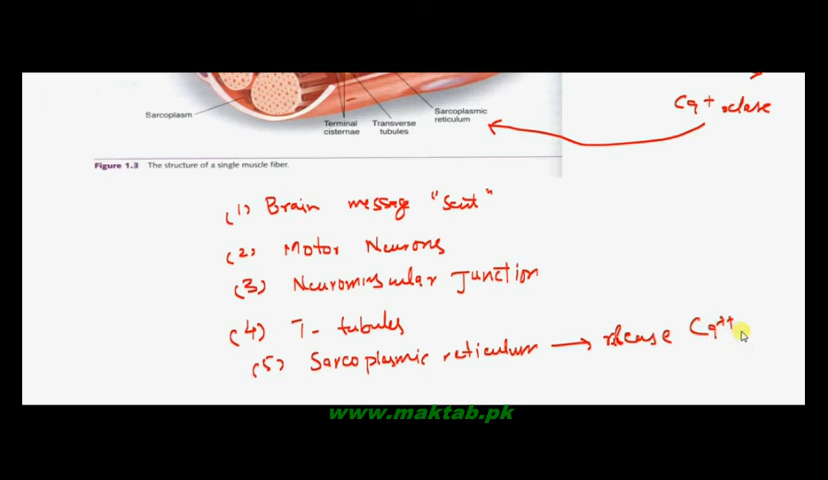 Ca+ relase
Sarcoplasm
Terminal cisternae
Transverse tubules
Sarcoplasmic reticulum
Figure 1.3 The structure of a single muscle fiber.
(1) Brain message "Sent"
(2) Motor Neurons
(3) Neuromuscular Junction
(4) T- tubules
(5) Sarcoplasmic reticulum → release Ca++
www.maktab.pk